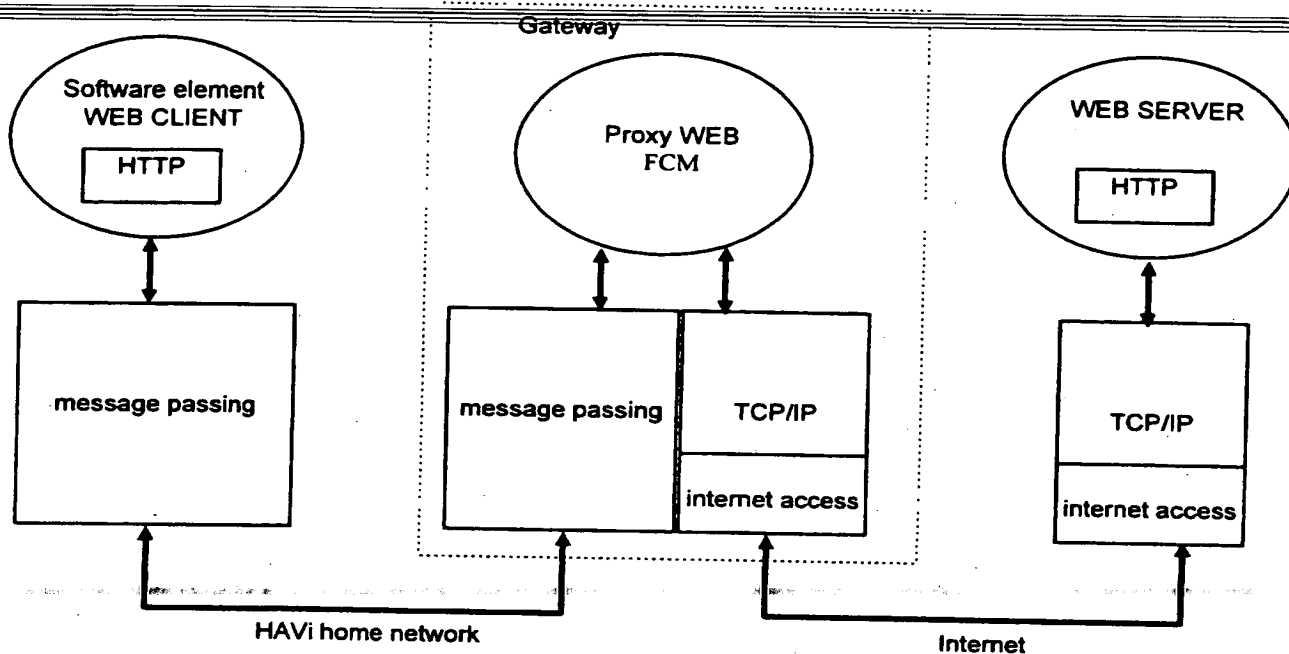 Gateway
Software element
WEB CLIENT
HTTP
Proxy WEB
FCM
WEB SERVER
HTTP
message passing
message passing
TCP/IP
internet access
TCP/IP
internet access
HAVi home network
Internet